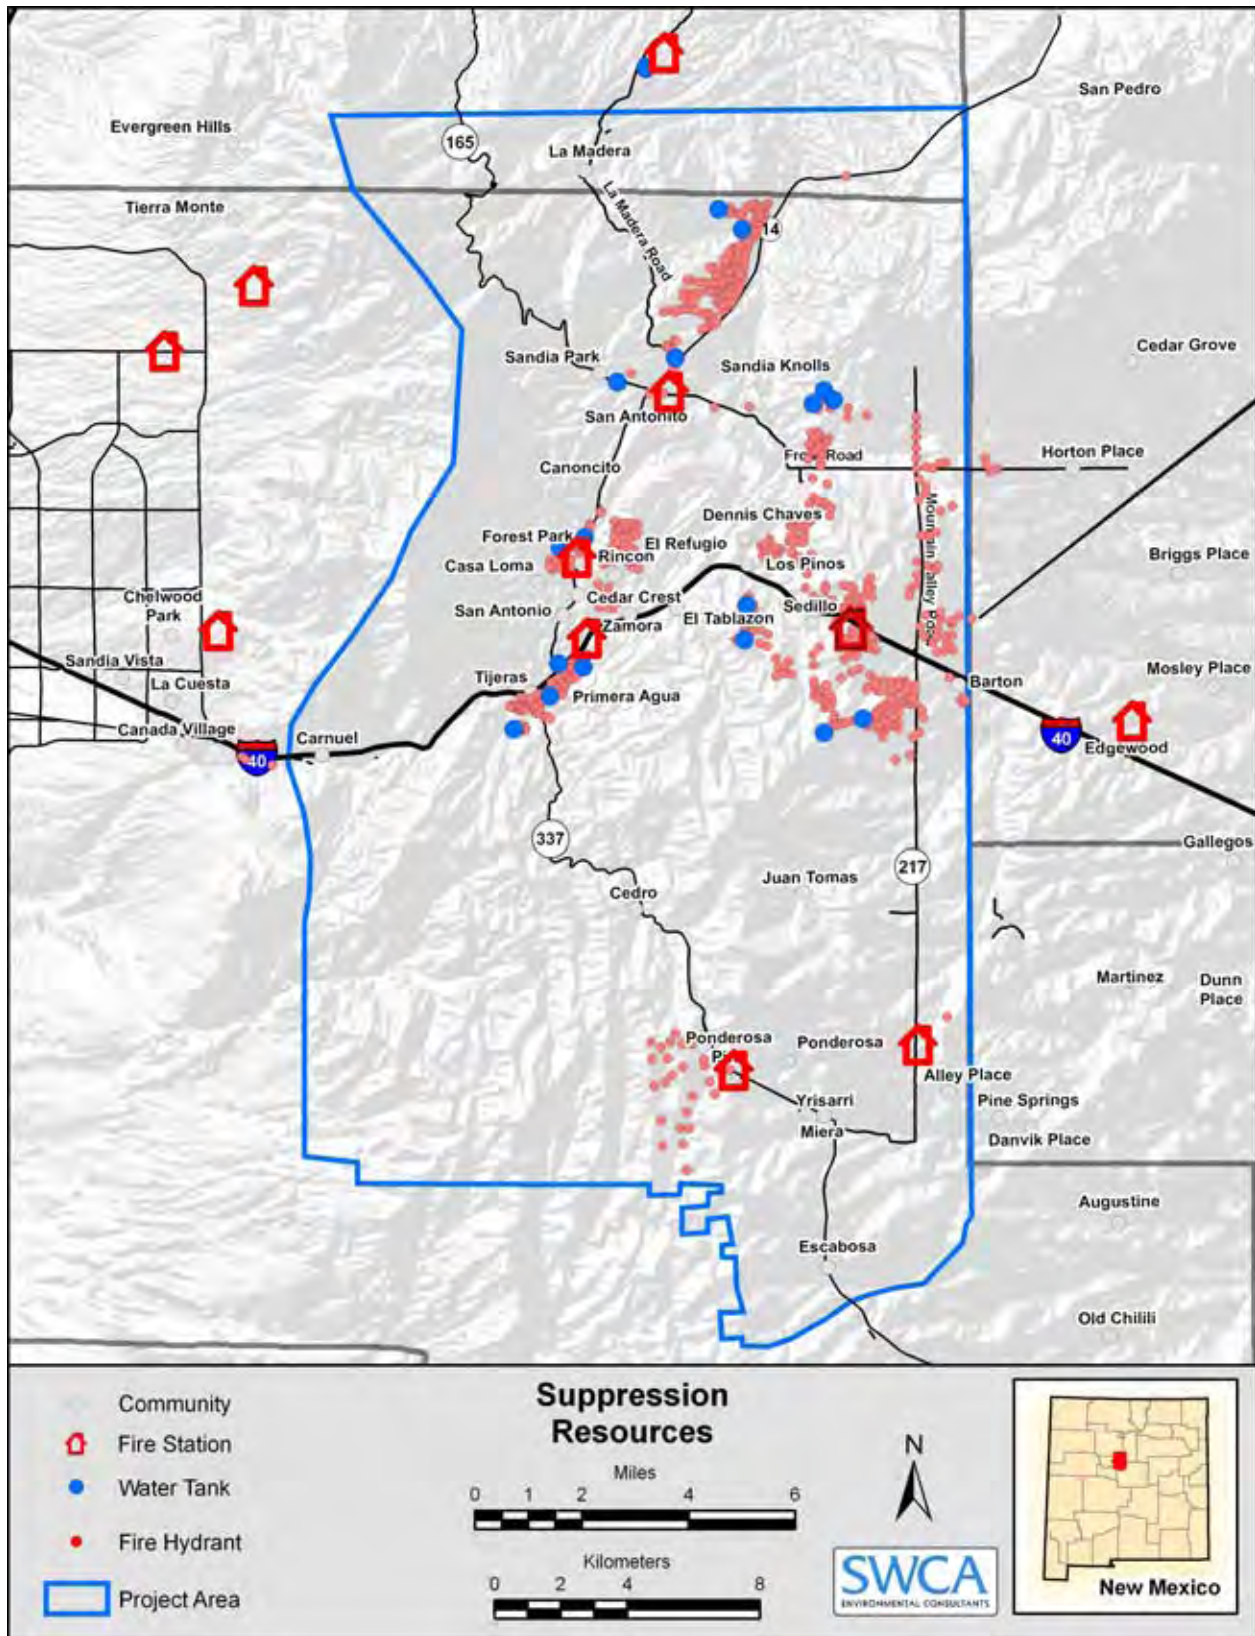 San Pedro
Evergreen Hills
165
La Madera
Tierra Monte
La Madera Road
14
Cedar Grove
Sandia Park
Sandia Knolls
San Antonito
Horton Place
Road
Canoncito
Dennis Chaves
Forest Park
El Refugio
Rincon
Briggs Place
Casa Loma
Los Pinos
Chelwood
Park
San Antonio
Cedar Crest
Sedillo
El Tablazon
Zamora
Sandia Vista
Mosley Place
La Cuesta
Tijeras
Barton
Primera Agua
Canada Village
Carnuel
40
40
Edgewood
337
Gallegos
217
Juan Tomas
Cedro
Martinez
Dunn
Place
Ponderosa
Ponderosa
Alley Place
Yrisarri
Pine Springs
Miera
Danvik Place
Augustine
Escabosa
Old Chilili
Community
Fire Station
Water Tank
Fire Hydrant
Project Area
Suppression
Resources
Miles
0 1 2 4 6
Kilometers
0 2 4 8
N
SWCA
ENVIRONMENTAL CONSULTANTS
New Mexico